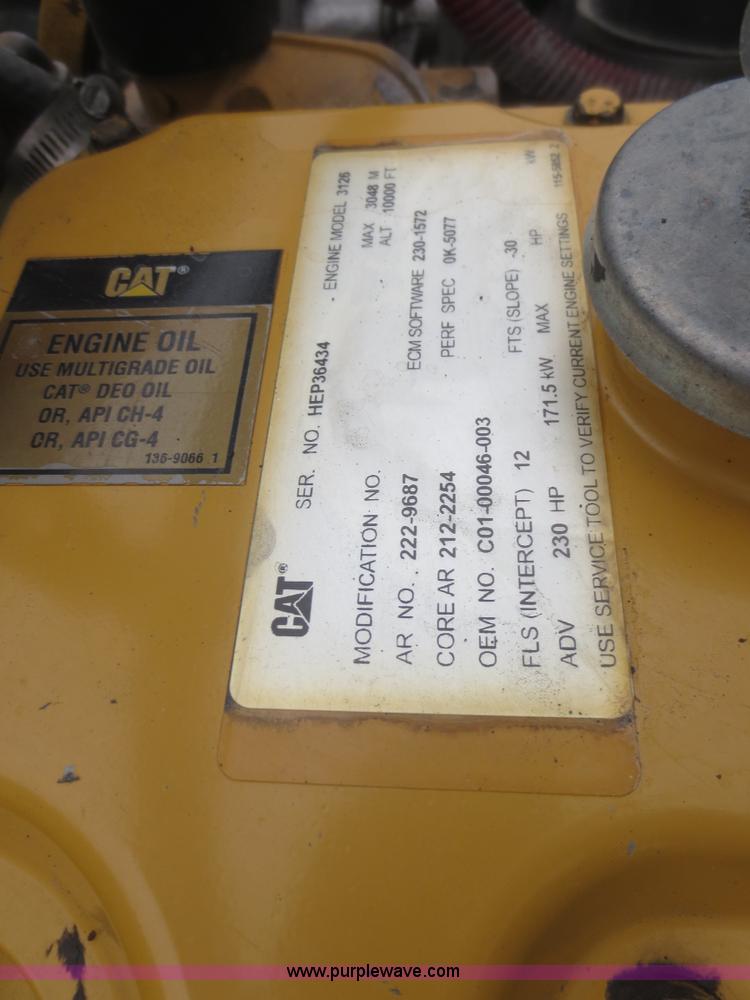 CAT®
ENGINE OIL
USE MULTIGRADE OIL
CAT® DEO OIL
OR, API CH-4
OR, API CG-4
136-9066 1
CAT® SER. NO. HEP36434 ENGINE MODEL 3126
MODIFICATION NO. MAX 3048 M
ALT 10000 FT
AR NO. 222-9687 ECM SOFTWARE 230-1572
CORE AR 212-2254 PERF SPEC 0K-5077
OEM NO. C01-00046-003
FLS (INTERCEPT) 12 FTS (SLOPE) -30
ADV 230 HP 171.5 kW MAX HP kW
USE SERVICE TOOL TO VERIFY CURRENT ENGINE SETTINGS 115-5852 2
www.purplewave.com